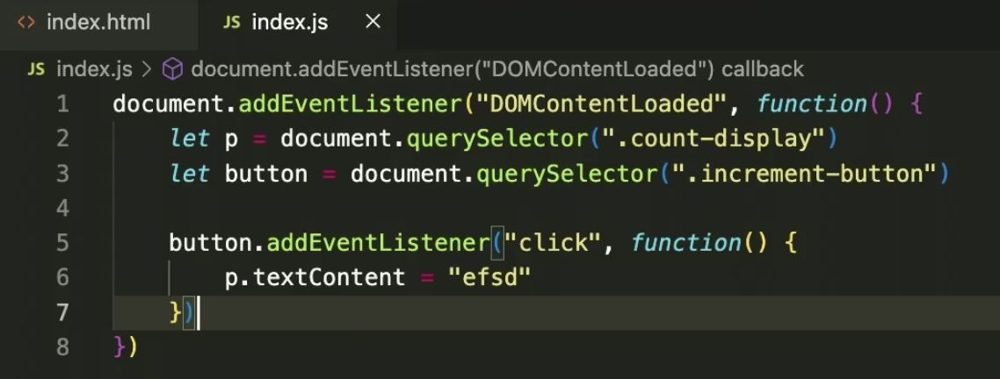 <> index.html JS index.js ×
JS index.js > document.addEventListener("DOMContentLoaded") callback
1 document.addEventListener("DOMContentLoaded", function() {
2     let p = document.querySelector(".count-display")
3     let button = document.querySelector(".increment-button")
4
5     button.addEventListener("click", function() {
6         p.textContent = "efsd"
7     })
8 })